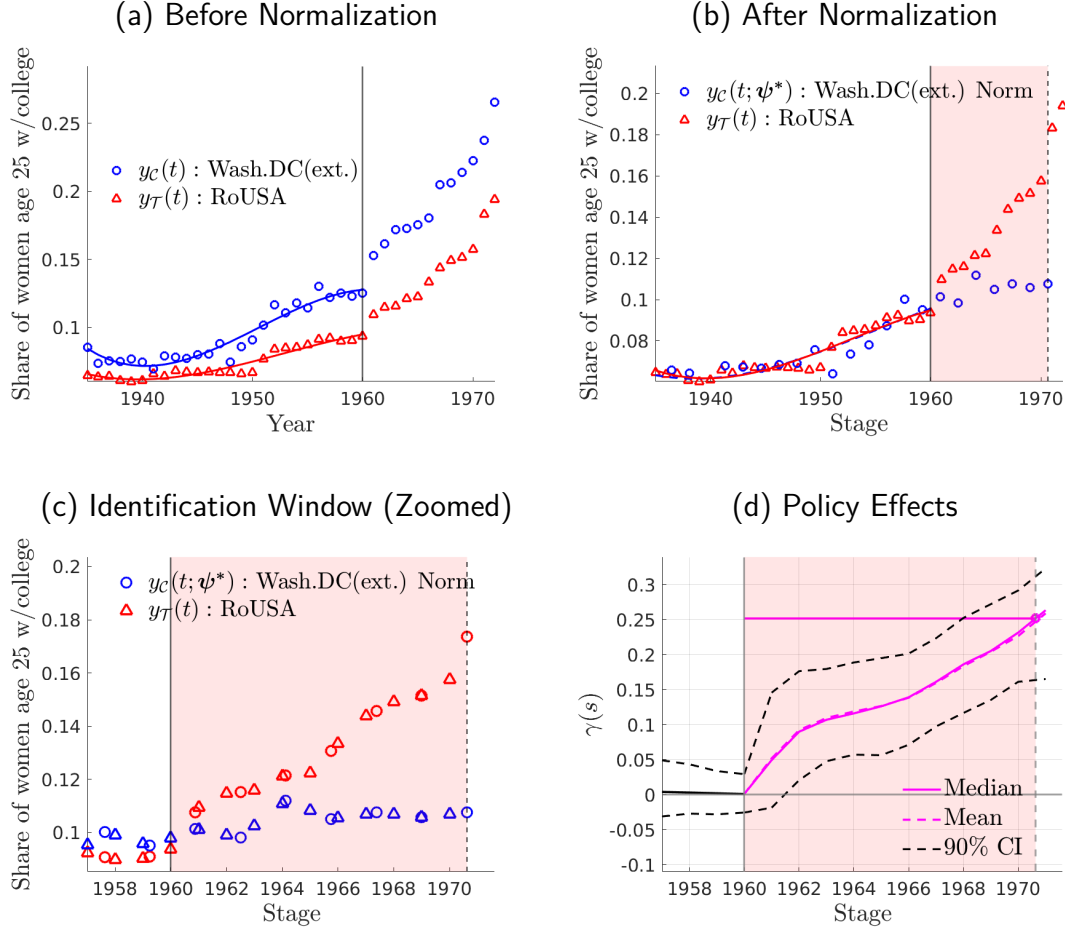 (a) Before Normalization
Share of women age 25 w/college
0.25
0.2
0.15
0.1
y_C(t) : Wash.DC(ext.)
y_T(t) : RoUSA
1940 1950 1960 1970
Year
(b) After Normalization
Share of women age 25 w/college
0.2
0.18
0.16
0.14
0.12
0.1
0.08
y_C(t; ψ*) : Wash.DC(ext.) Norm
y_T(t) : RoUSA
1940 1950 1960 1970
Stage
(c) Identification Window (Zoomed)
Share of women age 25 w/college
0.2
0.18
0.16
0.14
0.12
0.1
y_C(t; ψ*) : Wash.DC(ext.) Norm
y_T(t) : RoUSA
1958 1960 1962 1964 1966 1968 1970
Stage
(d) Policy Effects
γ(s)
0.3
0.25
0.2
0.15
0.1
0.05
0
-0.05
-0.1
Median
Mean
90% CI
1958 1960 1962 1964 1966 1968 1970
Stage